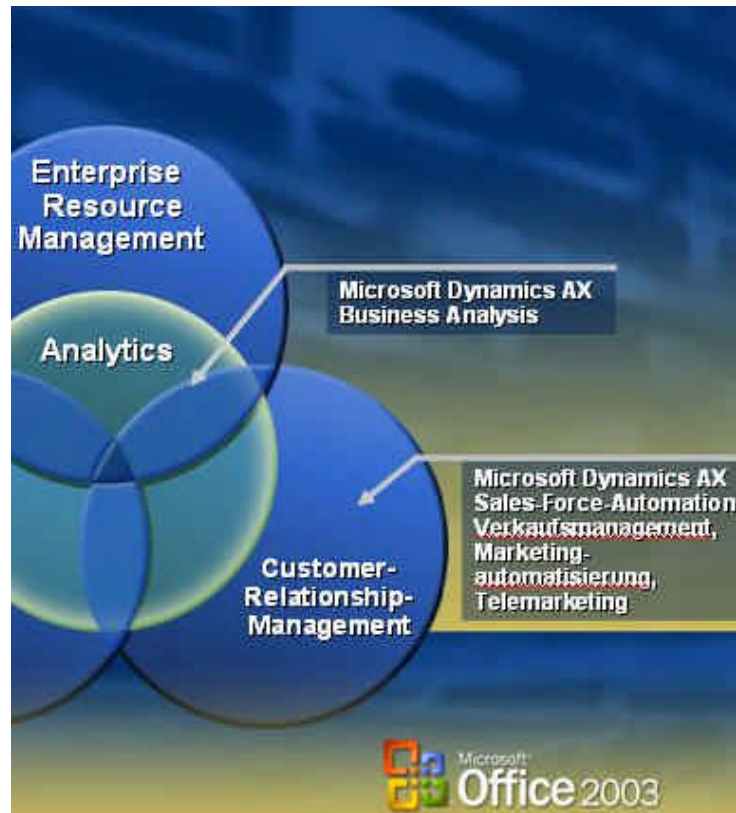 Enterprise
Resource
Management
Microsoft Dynamics AX
Business Analysis
Analytics
Microsoft Dynamics AX
Sales-Force-Automation
Verkaufsmanagement,
Marketing-
automatisierung,
Telemarketing
Customer-
Relationship-
Management
Microsoft
Office 2003